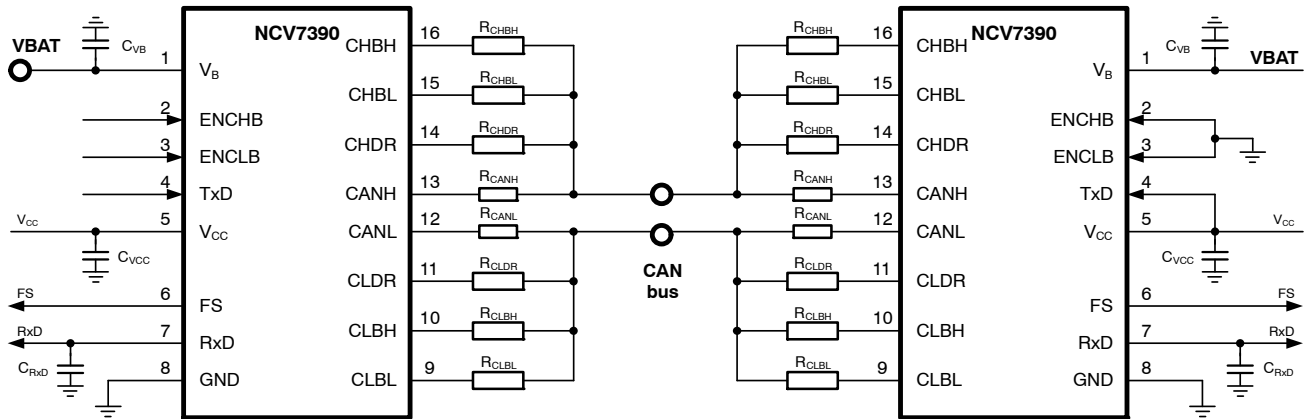 NCV7390
VBAT
C_VB
1
V_B
2
ENCHB
3
ENCLB
4
TxD
V_CC
5
V_CC
C_VCC
FS
6
FS
RxD
7
RxD
C_RxD
8
GND
CHBH
16
R_CHBH
CHBL
15
R_CHBL
CHDR
14
R_CHDR
CANH
13
R_CANH
CANL
12
R_CANL
CLDR
11
R_CLDR
CLBH
10
R_CLBH
CLBL
9
R_CLBL
CAN
bus
NCV7390
R_CHBH
16
CHBH
R_CHBL
15
CHBL
R_CHDR
14
CHDR
R_CANH
13
CANH
R_CANL
12
CANL
R_CLDR
11
CLDR
R_CLBH
10
CLBH
R_CLBL
9
CLBL
V_B
1
C_VB
VBAT
ENCHB
2
ENCLB
3
TxD
4
V_CC
5
V_CC
C_VCC
FS
6
FS
RxD
7
RxD
C_RxD
GND
8